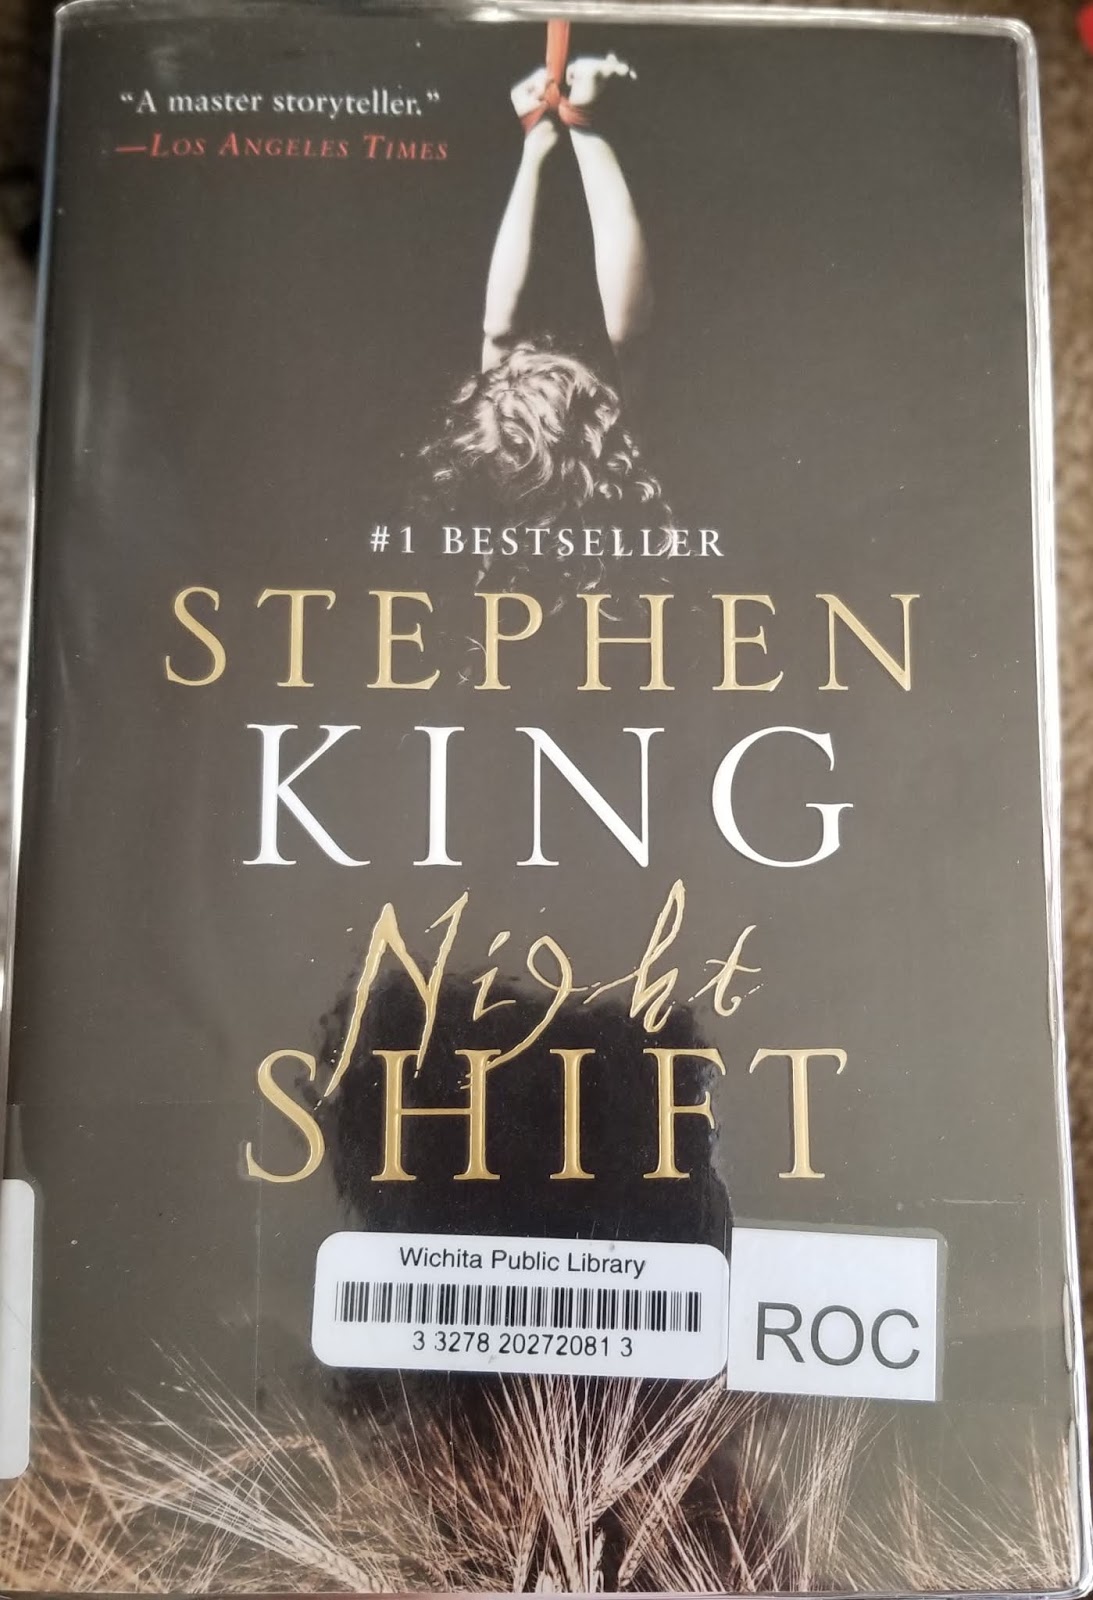 “A master storyteller.”
—LOS ANGELES TIMES
#1 BESTSELLER
STEPHEN
KING
Night
SHIFT
Wichita Public Library
3 3278 20272081 3
ROC